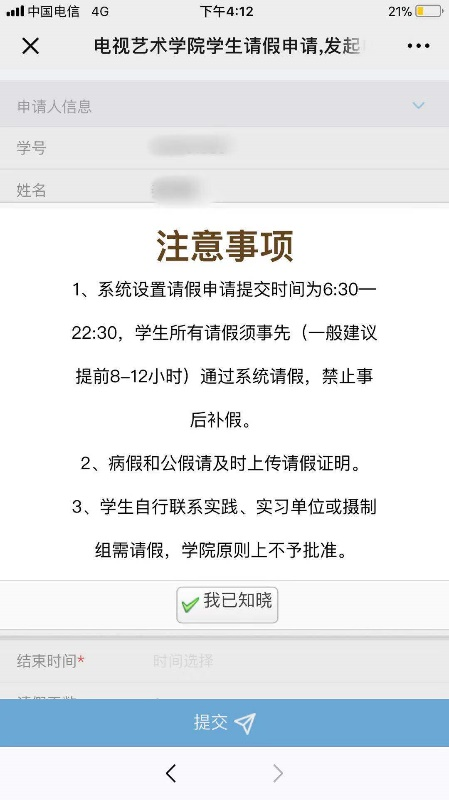 中国电信 4G 下午4:12 21%
电视艺术学院学生请假申请,发起
申请人信息
学号
姓名
注意事项
1、系统设置请假申请提交时间为6:30—
22:30，学生所有请假须事先（一般建议
提前8–12小时）通过系统请假，禁止事
后补假。
2、病假和公假请及时上传请假证明。
3、学生自行联系实践、实习单位或摄制
组需请假，学院原则上不予批准。
我已知晓
结束时间* 时间选择
提交